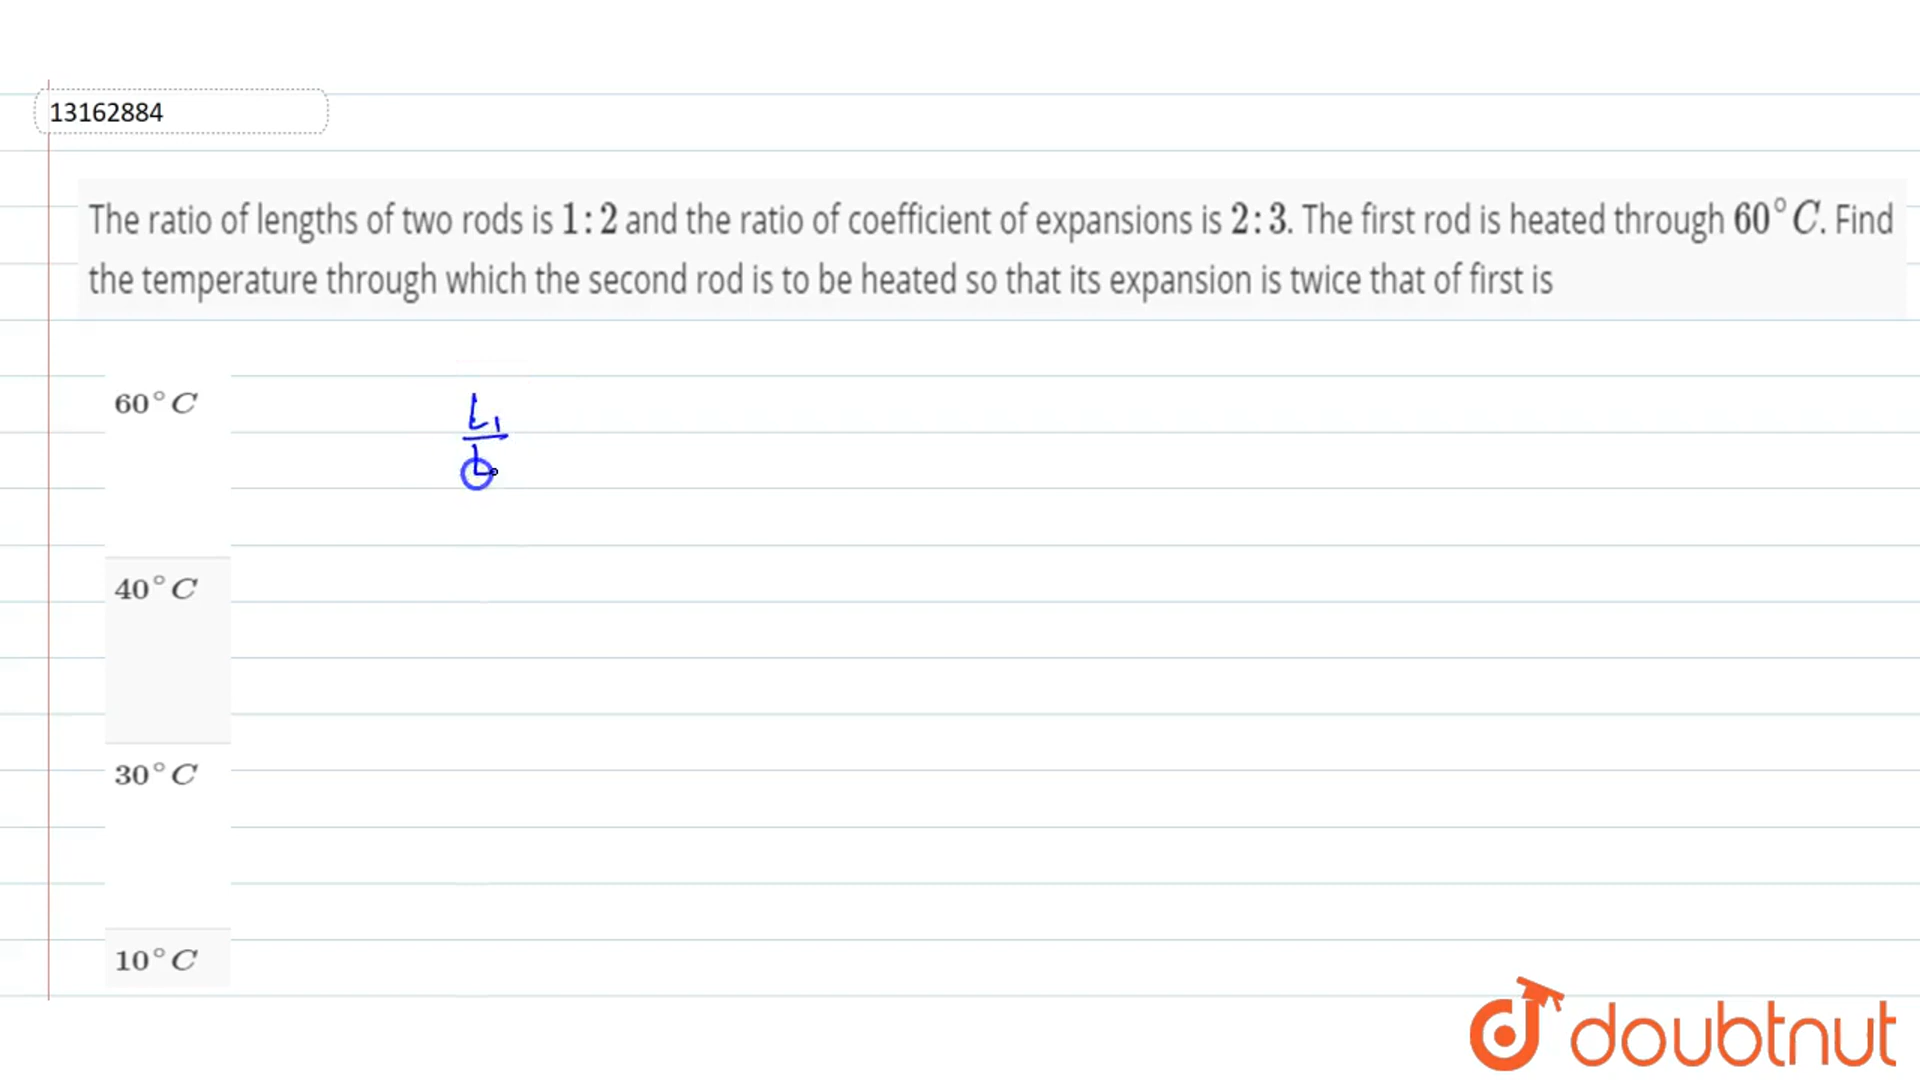 13162884
The ratio of lengths of two rods is 1 : 2 and the ratio of coefficient of expansions is 2 : 3. The first rod is heated through 60° C. Find
the temperature through which the second rod is to be heated so that its expansion is twice that of first is
60° C
L₁
L
40° C
30° C
10° C
doubtnut